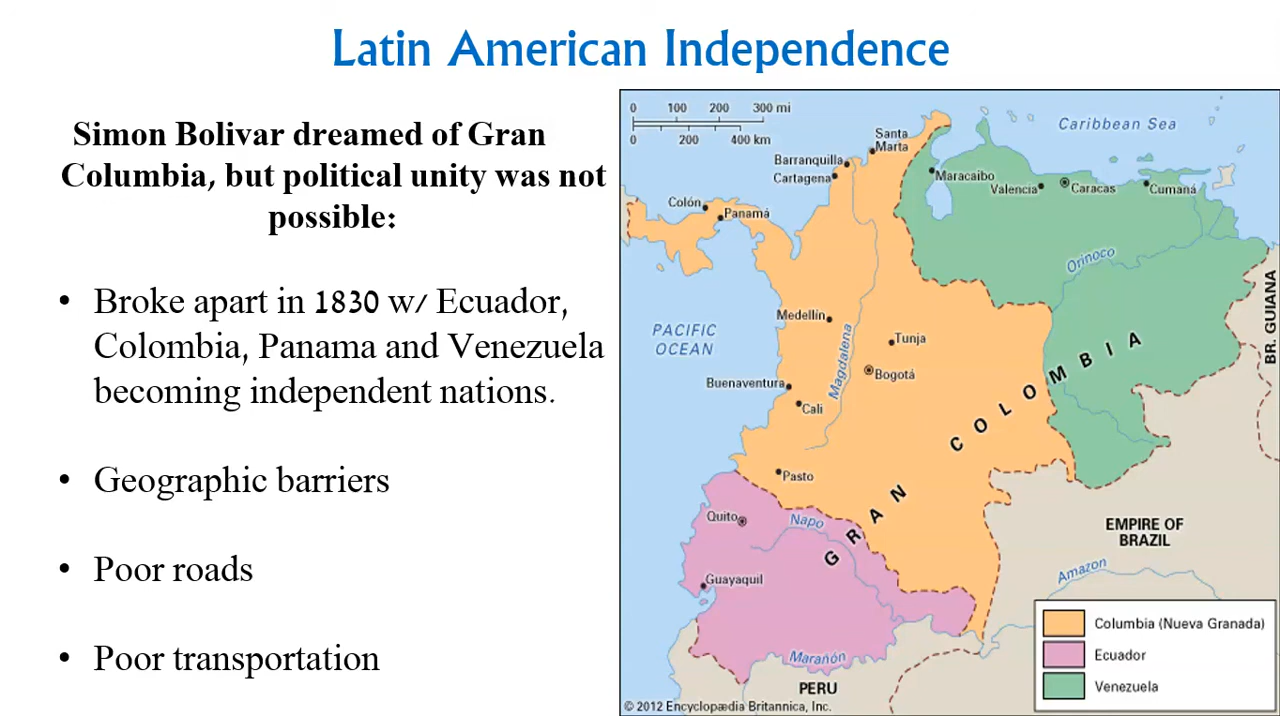 Latin American Independence
Simon Bolivar dreamed of Gran
Columbia, but political unity was not
possible:
• Broke apart in 1830 w/ Ecuador,
Colombia, Panama and Venezuela
becoming independent nations.
• Geographic barriers
• Poor roads
• Poor transportation
0 100 200 300 mi
0 200 400 km
Caribbean Sea
Santa
Marta
Barranquilla
Cartagena
Maracaibo
Valencia
Caracas
Cumaná
Colón
Panamá
Orinoco
BR. GUIANA
PACIFIC
OCEAN
Medellín
Magdalena
Tunja
Bogotá
Buenaventura
Cali
GRAN COLOMBIA
Pasto
Quito
Napo
EMPIRE OF
BRAZIL
Guayaquil
Amazon
Marañón
PERU
Columbia (Nueva Granada)
Ecuador
Venezuela
© 2012 Encyclopædia Britannica, Inc.